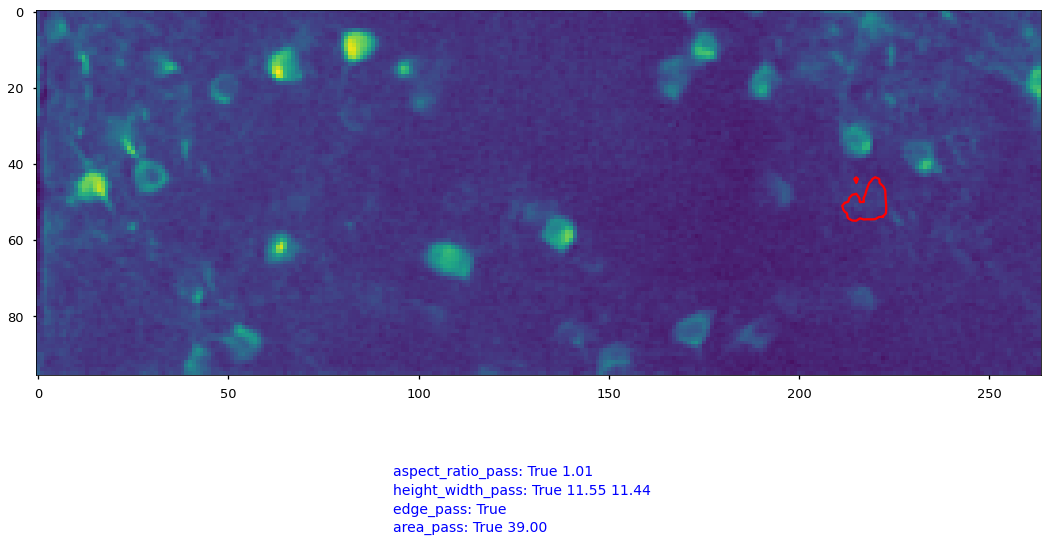 0
20
40
60
80
0 50 100 150 200 250
aspect_ratio_pass: True 1.01
height_width_pass: True 11.55 11.44
edge_pass: True
area_pass: True 39.00